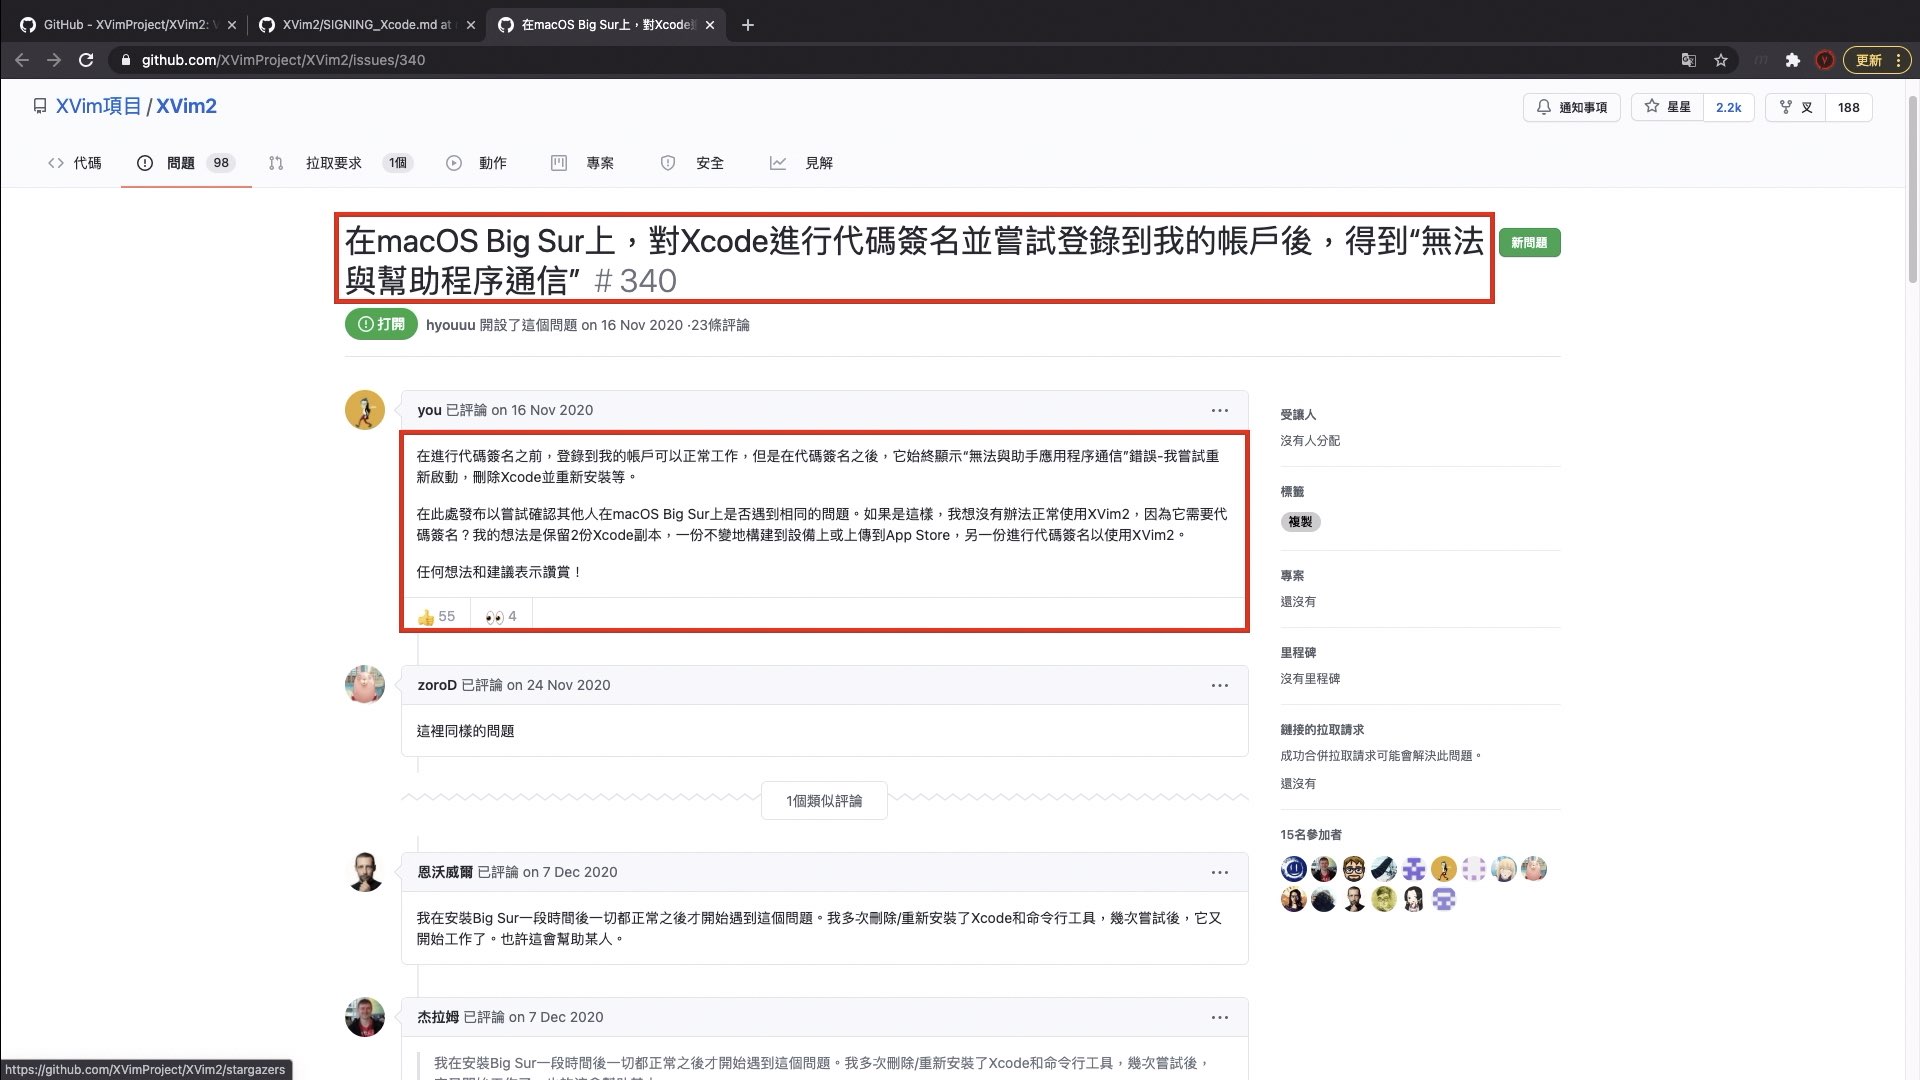 GitHub - XVimProject/XVim2:
XVim2/SIGNING_Xcode.md at
在macOS Big Sur上，對Xcode
github.com/XVimProject/XVim2/issues/340
更新
XVim項目 / XVim2
通知事項
星星 2.2k
叉 188
代碼
問題 98
拉取要求 1個
動作
專案
安全
見解
在macOS Big Sur上，對Xcode進行代碼簽名並嘗試登錄到我的帳戶後，得到“無法
與幫助程序通信” ＃340
新問題
打開
hyouuu 開設了這個問題 on 16 Nov 2020 ·23條評論
you 已評論 on 16 Nov 2020
在進行代碼簽名之前，登錄到我的帳戶可以正常工作，但是在代碼簽名之後，它始終顯示“無法與助手應用程序通信”錯誤-我嘗試重
新啟動，刪除Xcode並重新安裝等。
在此處發布以嘗試確認其他人在macOS Big Sur上是否遇到相同的問題。如果是這樣，我想沒有辦法正常使用XVim2，因為它需要代
碼簽名？我的想法是保留2份Xcode副本，一份不變地構建到設備上或上傳到App Store，另一份進行代碼簽名以使用XVim2。
任何想法和建議表示讚賞！
👍 55
👀 4
zoroD 已評論 on 24 Nov 2020
這裡同樣的問題
1個類似評論
恩沃威爾 已評論 on 7 Dec 2020
我在安裝Big Sur一段時間後一切都正常之後才開始遇到這個問題。我多次刪除/重新安裝了Xcode和命令行工具，幾次嘗試後，它又
開始工作了。也許這會幫助某人。
杰拉姆 已評論 on 7 Dec 2020
我在安裝Big Sur一段時間後一切都正常之後才開始遇到這個問題。我多次刪除/重新安裝了Xcode和命令行工具，幾次嘗試後，
受讓人
沒有人分配
標籤
複製
專案
還沒有
里程碑
沒有里程碑
鏈接的拉取請求
成功合併拉取請求可能會解決此問題。
還沒有
15名參加者
https://github.com/XVimProject/XVim2/stargazers